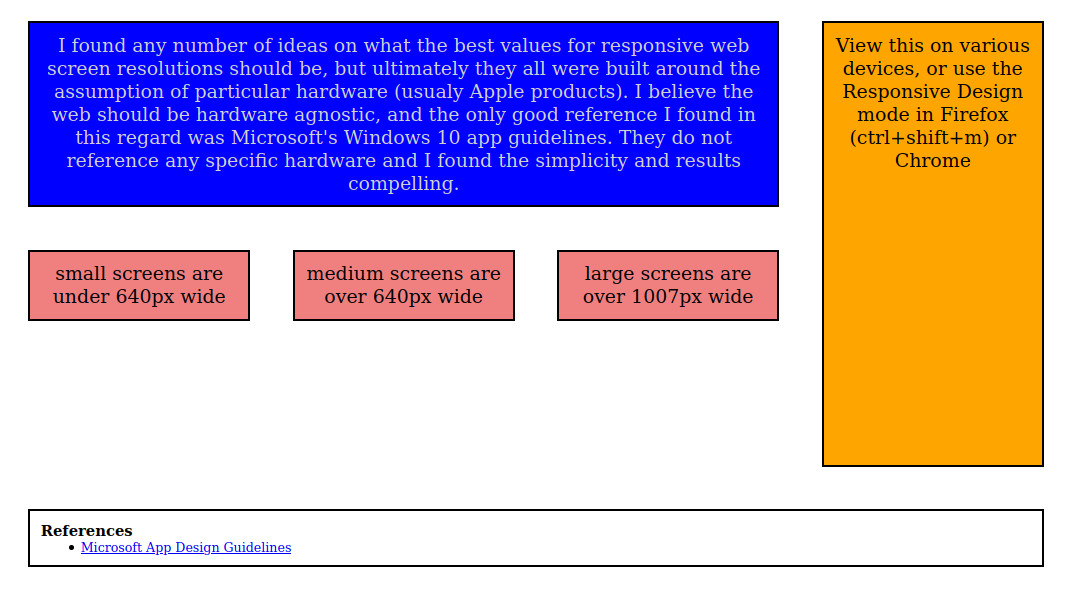 I found any number of ideas on what the best values for responsive web
screen resolutions should be, but ultimately they all were built around the
assumption of particular hardware (usualy Apple products). I believe the
web should be hardware agnostic, and the only good reference I found in
this regard was Microsoft's Windows 10 app guidelines. They do not
reference any specific hardware and I found the simplicity and results
compelling.
View this on various
devices, or use the
Responsive Design
mode in Firefox
(ctrl+shift+m) or
Chrome
small screens are
under 640px wide
medium screens are
over 640px wide
large screens are
over 1007px wide
References
Microsoft App Design Guidelines